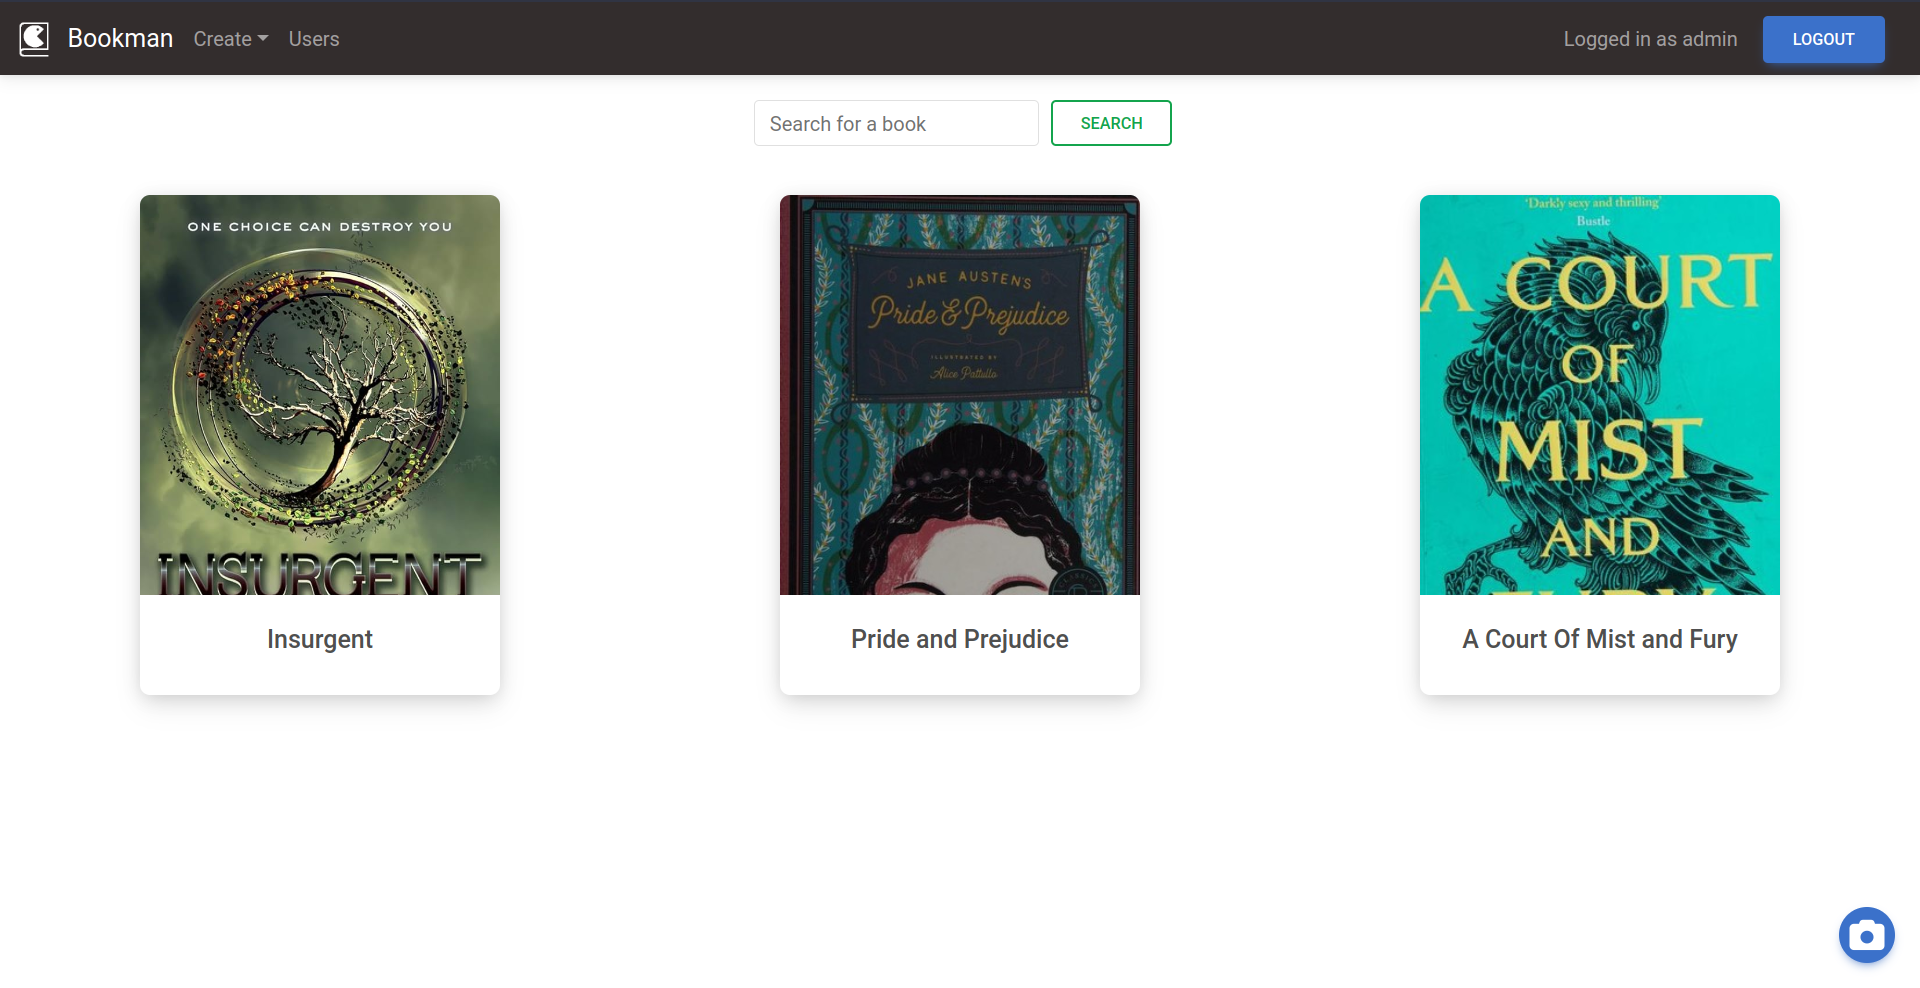 Bookman
Create
Users
Logged in as admin
LOGOUT
Search for a book
SEARCH
ONE CHOICE CAN DESTROY YOU
INSURGENT
Insurgent
JANE AUSTEN'S
Pride & Prejudice
ILLUSTRATED BY
Alice Pattullo
CLASSICS
Pride and Prejudice
'Darkly sexy and thrilling'
Bustle
A COURT
OF
MIST
AND
FURY
A Court Of Mist and Fury